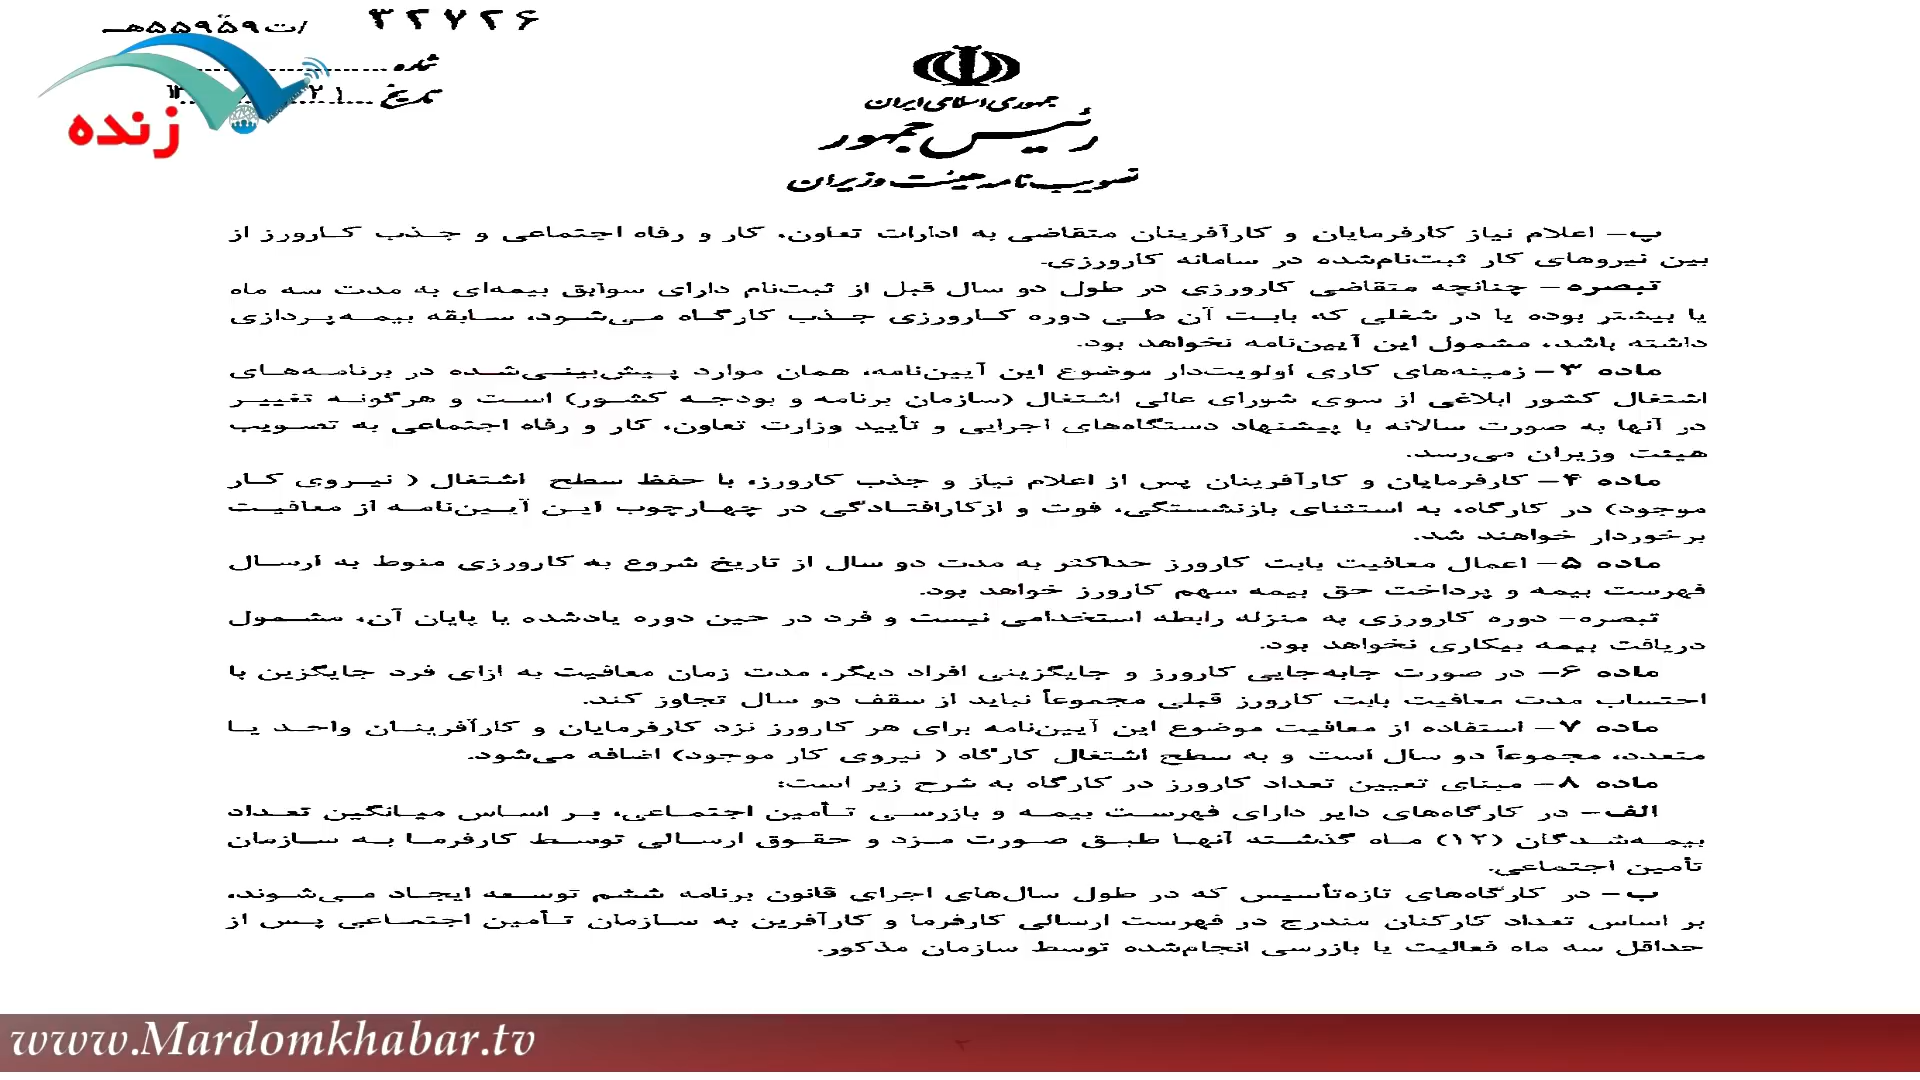 ۳۲۷۲۶
/ت۵۵۹۵۹هـ
شماره
تاریخ
زنده
جمهوری اسلامی ایران
رئیس جمهور
تصویب نامه هیئت وزیران
پ- اعلام نیاز کارفرمایان و کارآفرینان متقاضی به ادارات تعاون، کار و رفاه اجتماعی و جذب کارورز از
بین نیروهای کار ثبت‌نام‌شده در سامانه کارورزی.
تبصره- چنانچه متقاضی کارورزی در طول دو سال قبل از ثبت‌نام دارای سوابق بیمه‌ای به مدت سه ماه
یا بیشتر بوده یا در شغلی که بابت آن طی دوره کارورزی جذب کارگاه می‌شود، سابقه بیمه‌پردازی
داشته باشد، مشمول این آیین‌نامه نخواهد بود.
ماده ۳- زمینه‌های کاری اولویت‌دار موضوع این آیین‌نامه، همان موارد پیش‌بینی‌شده در برنامه‌های
اشتغال کشور ابلاغی از سوی شورای عالی اشتغال (سازمان برنامه و بودجه کشور) است و هرگونه تغییر
در آنها به صورت سالانه با پیشنهاد دستگاه‌های اجرایی و تأیید وزارت تعاون، کار و رفاه اجتماعی به تصویب
هیئت وزیران می‌رسد.
ماده ۴- کارفرمایان و کارآفرینان پس از اعلام نیاز و جذب کارورز، با حفظ سطح اشتغال ( نیروی کار
موجود) در کارگاه، به استثنای بازنشستگی، فوت و ازکارافتادگی در چهارچوب این آیین‌نامه از معافیت
برخوردار خواهند شد.
ماده ۵- اعمال معافیت بابت کارورز حداکثر به مدت دو سال از تاریخ شروع به کارورزی منوط به ارسال
فهرست بیمه و پرداخت حق بیمه سهم کارورز خواهد بود.
تبصره- دوره کارورزی به منزله رابطه استخدامی نیست و فرد در حین دوره یادشده یا پایان آن، مشمول
دریافت بیمه بیکاری نخواهد بود.
ماده ۶- در صورت جابه‌جایی کارورز و جایگزینی افراد دیگر، مدت زمان معافیت به ازای فرد جایگزین با
احتساب مدت معافیت بابت کارورز قبلی مجموعاً نباید از سقف دو سال تجاوز کند.
ماده ۷- استفاده از معافیت موضوع این آیین‌نامه برای هر کارورز نزد کارفرمایان و کارآفرینان واحد یا
متعدد، مجموعاً دو سال است و به سطح اشتغال کارگاه ( نیروی کار موجود) اضافه می‌شود.
ماده ۸- مبنای تعیین تعداد کارورز در کارگاه به شرح زیر است:
الف- در کارگاه‌های دایر دارای فهرست بیمه و بازرسی تأمین اجتماعی، بر اساس میانگین تعداد
بیمه‌شدگان (۱۲) ماه گذشته آنها طبق صورت مزد و حقوق ارسالی توسط کارفرما به سازمان
تأمین اجتماعی.
ب- در کارگاه‌های تازه‌تأسیس که در طول سال‌های اجرای قانون برنامه ششم توسعه ایجاد می‌شوند،
بر اساس تعداد کارکنان مندرج در فهرست ارسالی کارفرما و کارآفرین به سازمان تأمین اجتماعی پس از
حداقل سه ماه فعالیت یا بازرسی انجام‌شده توسط سازمان مذکور.
www.Mardomkhabar.tv
۲